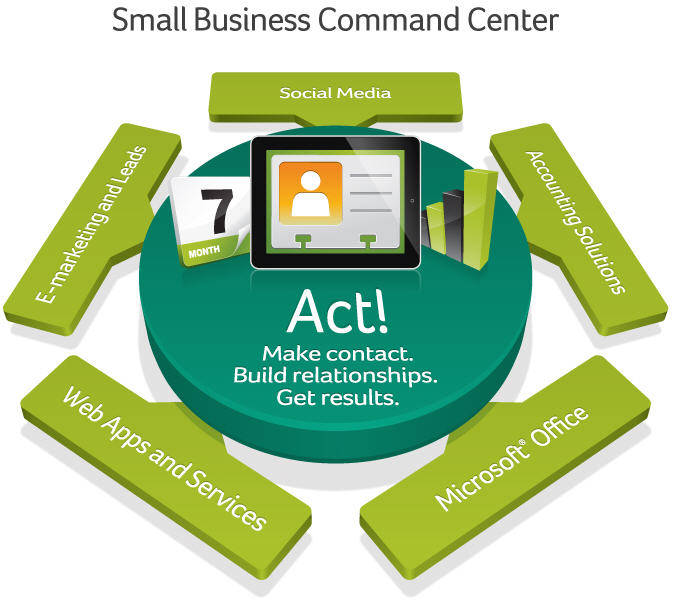 Small Business Command Center
Social Media
E-marketing and Leads
Accounting Solutions
7
MONTH
Act!
Make contact.
Build relationships.
Get results.
Web Apps and Services
Microsoft® Office